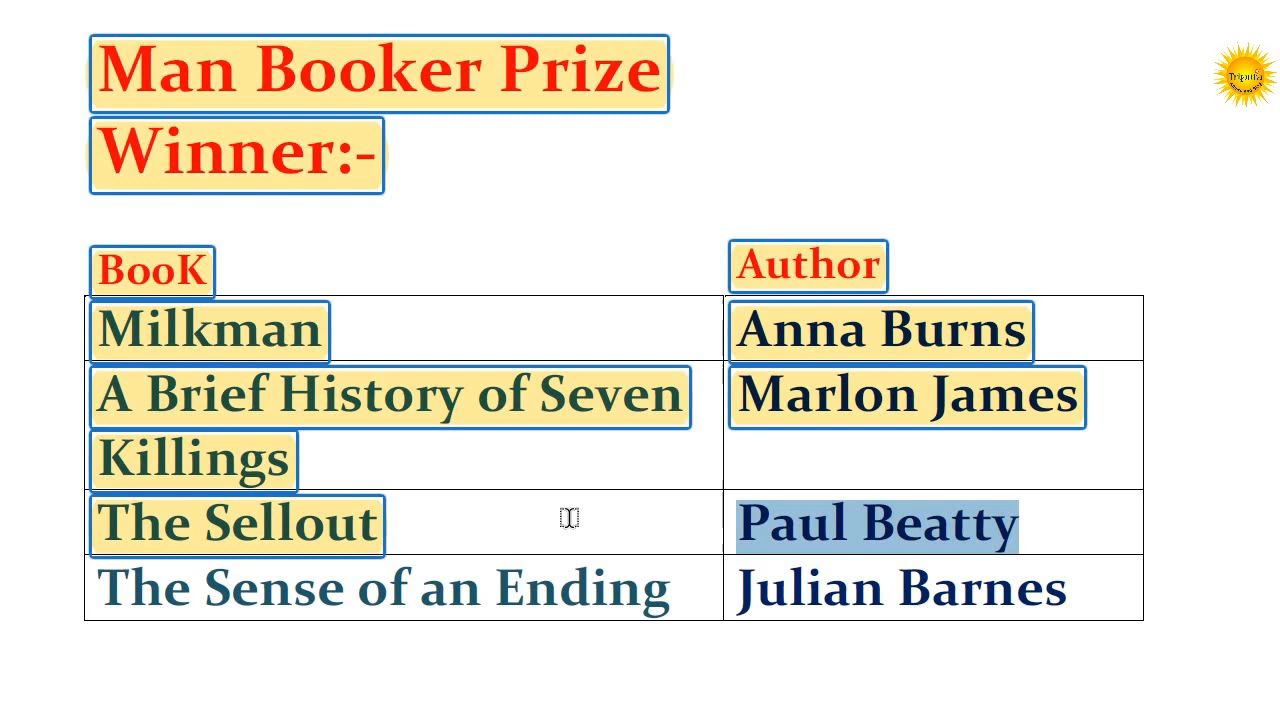 Man Booker Prize
Winner:-
BooK
Author
Milkman
Anna Burns
A Brief History of Seven
Killings
Marlon James
The Sellout
Paul Beatty
The Sense of an Ending
Julian Barnes
Tripura